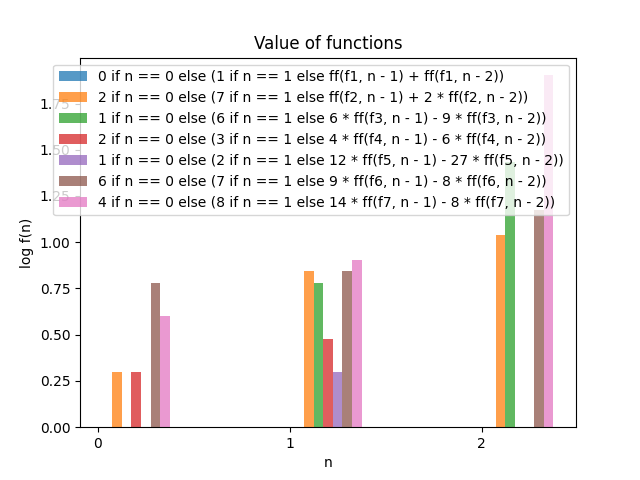 Value of functions
0 if n == 0 else (1 if n == 1 else ff(f1, n - 1) + ff(f1, n - 2))
2 if n == 0 else (7 if n == 1 else ff(f2, n - 1) + 2 * ff(f2, n - 2))
1 if n == 0 else (6 if n == 1 else 6 * ff(f3, n - 1) - 9 * ff(f3, n - 2))
2 if n == 0 else (3 if n == 1 else 4 * ff(f4, n - 1) - 6 * ff(f4, n - 2))
1 if n == 0 else (2 if n == 1 else 12 * ff(f5, n - 1) - 27 * ff(f5, n - 2))
6 if n == 0 else (7 if n == 1 else 9 * ff(f6, n - 1) - 8 * ff(f6, n - 2))
4 if n == 0 else (8 if n == 1 else 14 * ff(f7, n - 1) - 8 * ff(f7, n - 2))
1.75
1.50
1.25
1.00
0.75
0.50
0.25
0.00
log f(n)
0 1 2
n